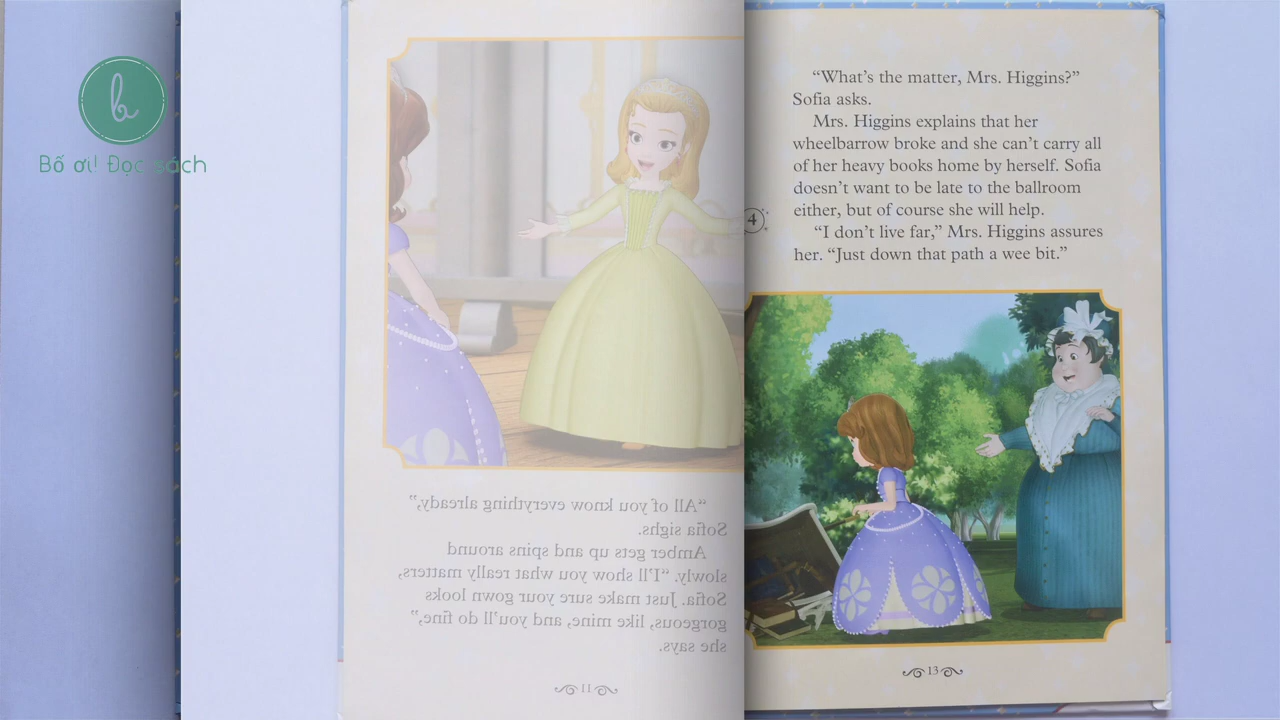 Bố ơi! Đọc sách
“What’s the matter, Mrs. Higgins?”
Sofia asks.
Mrs. Higgins explains that her
wheelbarrow broke and she can’t carry all
of her heavy books home by herself. Sofia
doesn’t want to be late to the ballroom
either, but of course she will help.
“I don’t live far,” Mrs. Higgins assures
her. “Just down that path a wee bit.”
4
13
“All of you know everything already,”
Sofia sighs.
Amber gets up and spins around
slowly. “I’ll show you what really matters,
Sofia. Just make sure your gown looks
gorgeous, like mine, and you’ll do fine,”
she says.
11